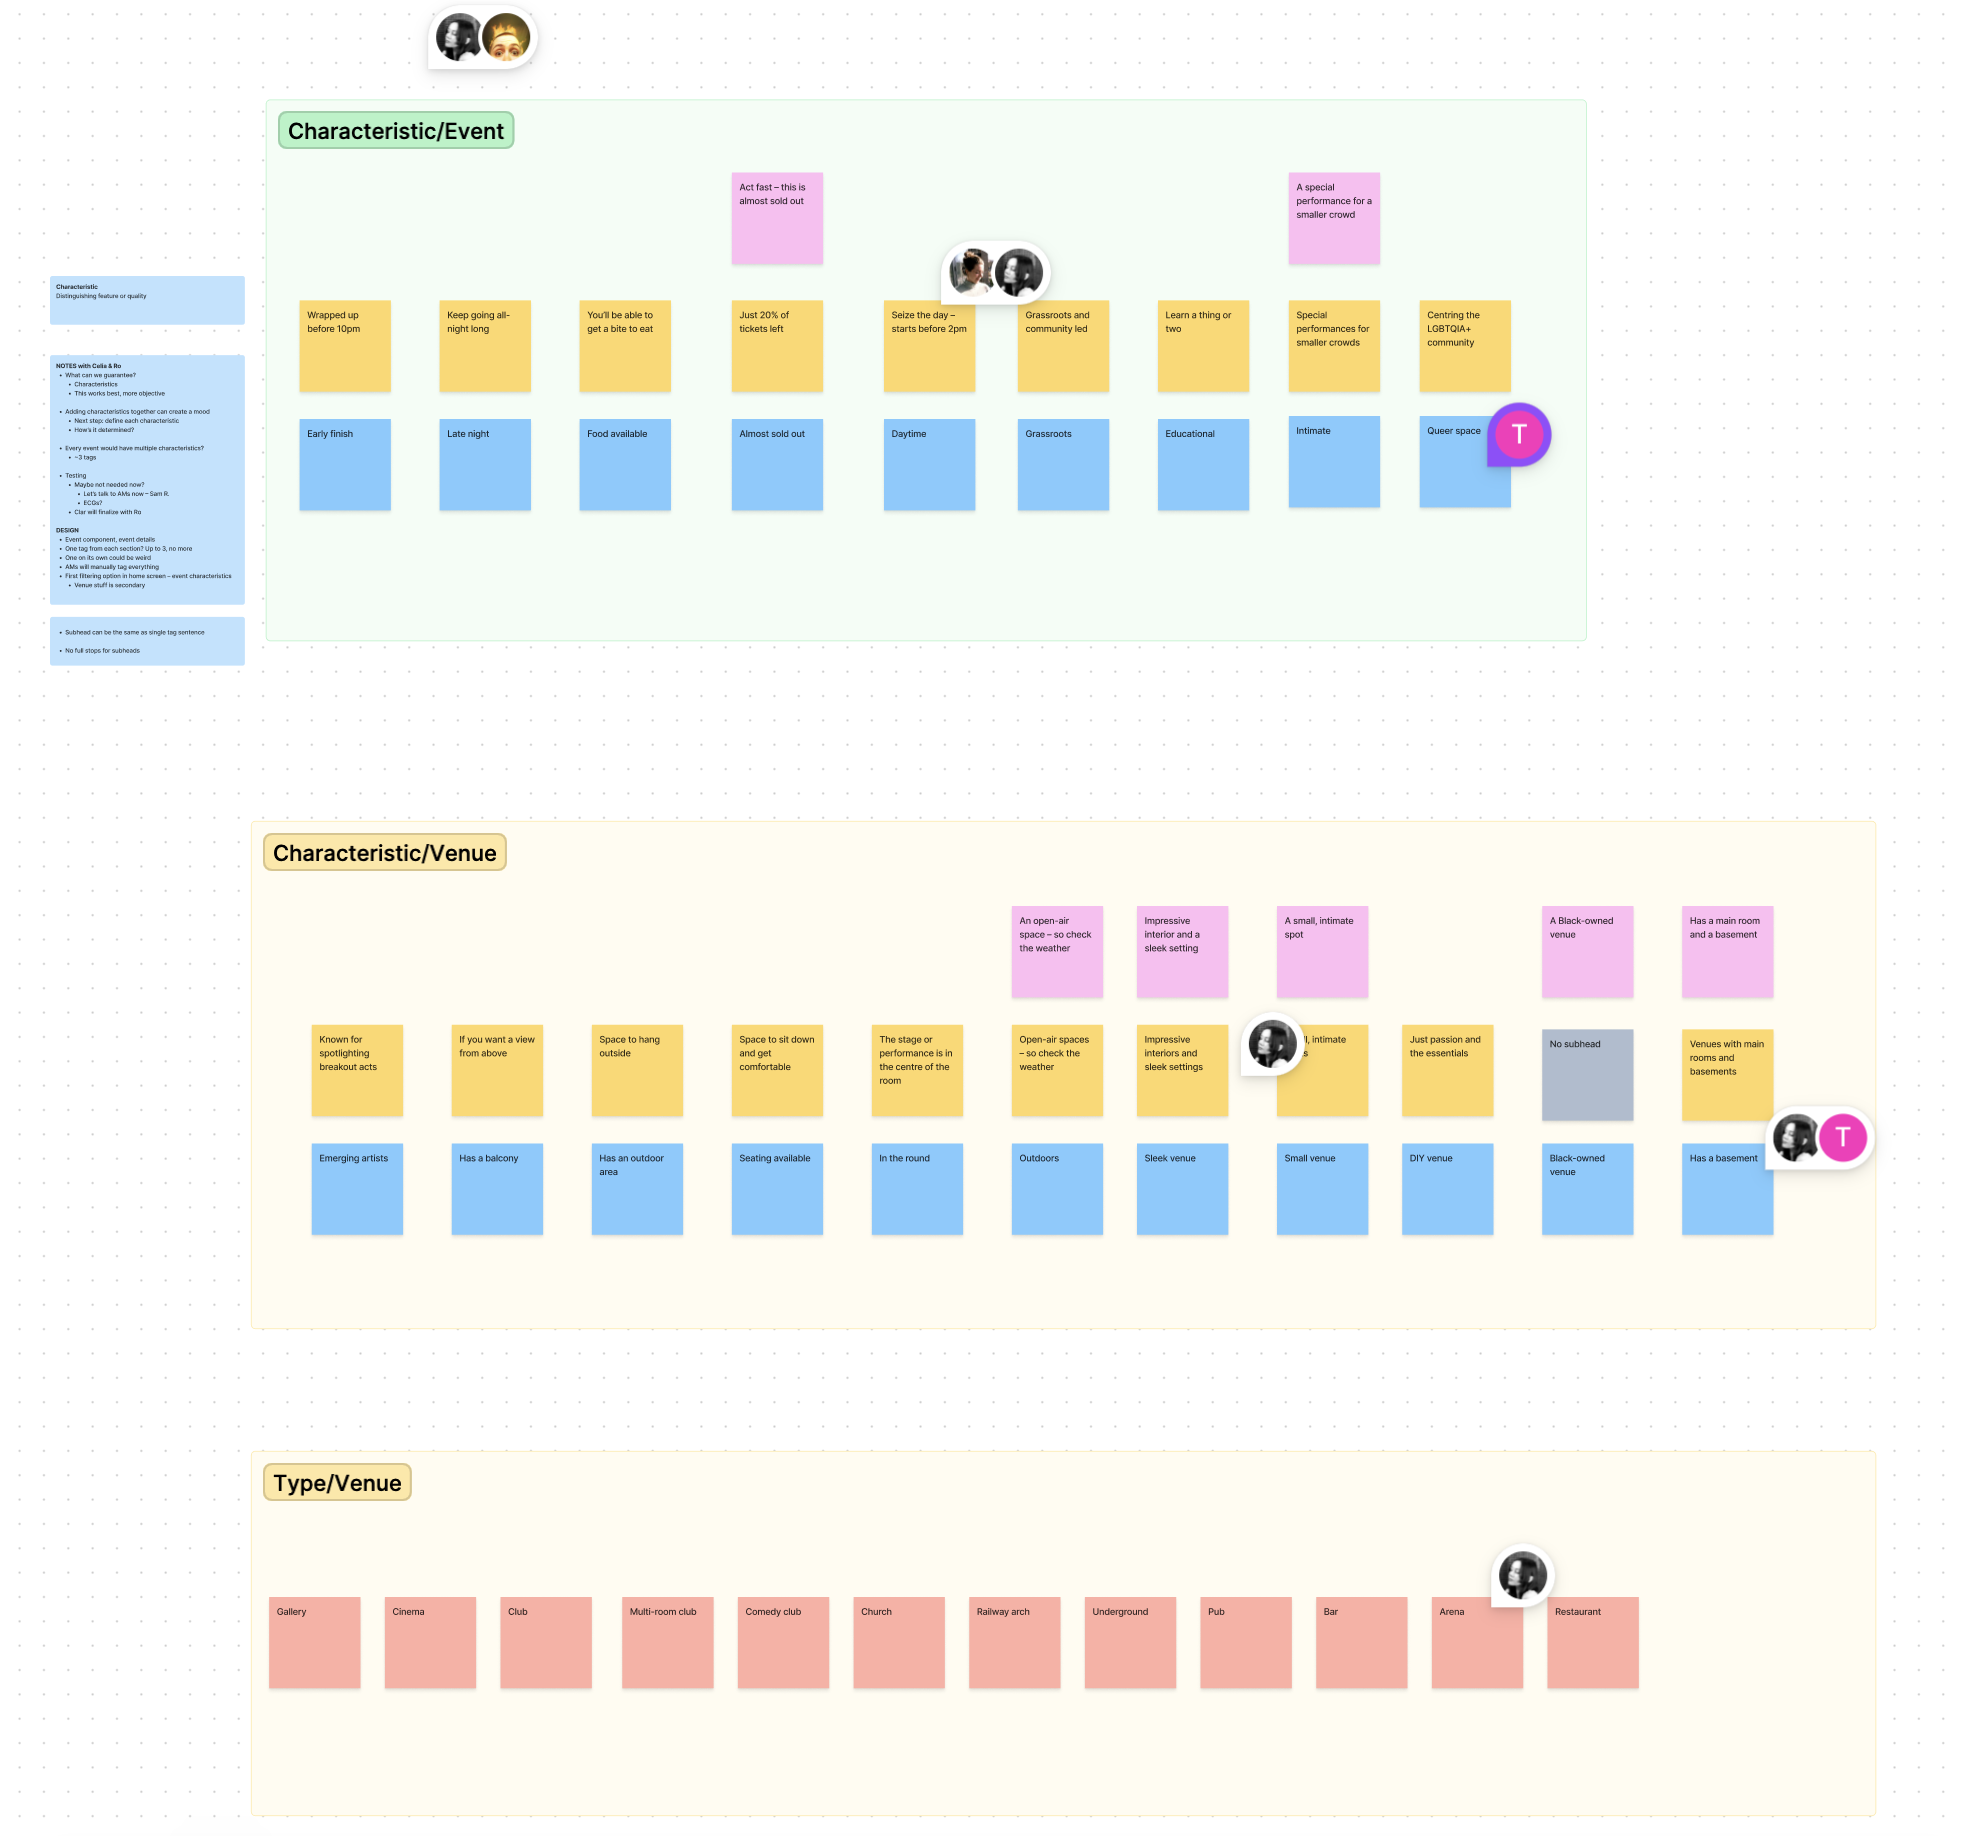 Characteristic/Event
Act fast – this is
almost sold out
A special
performance for a
smaller crowd
Characteristic
Distinguishing feature or quality
Wrapped up
before 10pm
Keep going all-
night long
You'll be able to
get a bite to eat
Just 20% of
tickets left
Seize the day –
starts before 2pm
Grassroots and
community led
Learn a thing or
two
Special
performances for
smaller crowds
Centring the
LGBTQIA+
community
NOTES with Celia & Ro
• What can we guarantee?
• Characteristics
• This works best, more objective
• Adding characteristics together can create a mood
• Next step: define each characteristic
• How's it determined?
• Every event would have multiple characteristics?
• ~3 tags
• Testing
• Maybe not needed now?
• Let's talk to AMs now – Sam R.
• ECGs?
• Clar will finalize with Ro
DESIGN
• Event component, event details
• One tag from each section? Up to 3, no more
• One on its own could be weird
• AMs will manually tag everything
• First filtering option in home screen – event characteristics
• Venue stuff is secondary
Early finish
Late night
Food available
Almost sold out
Daytime
Grassroots
Educational
Intimate
Queer space
T
• Subhead can be the same as single tag sentence
• No full stops for subheads
Characteristic/Venue
An open-air
space – so check
the weather
Impressive
interior and a
sleek setting
A small, intimate
spot
A Black-owned
venue
Has a main room
and a basement
Known for
spotlighting
breakout acts
If you want a view
from above
Space to hang
outside
Space to sit down
and get
comfortable
The stage or
performance is in
the centre of the
room
Open-air spaces
– so check the
weather
Impressive
interiors and
sleek settings
intimate
Just passion and
the essentials
No subhead
Venues with main
rooms and
basements
T
Emerging artists
Has a balcony
Has an outdoor
area
Seating available
In the round
Outdoors
Sleek venue
Small venue
DIY venue
Black-owned
venue
Has a basement
Type/Venue
Gallery
Cinema
Club
Multi-room club
Comedy club
Church
Railway arch
Underground
Pub
Bar
Arena
Restaurant